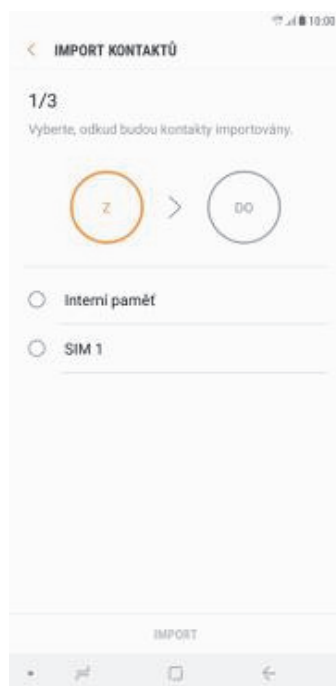 10:00
IMPORT KONTAKTŮ
1/3
Vyberte, odkud budou kontakty importovány.
Z > DO
Interní paměť
SIM 1
IMPORT